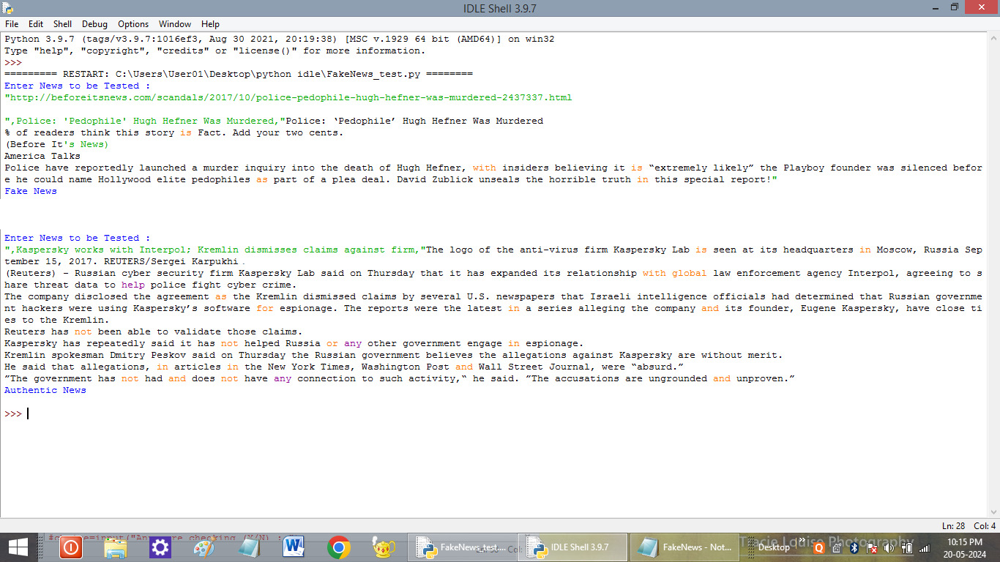 IDLE Shell 3.9.7
File Edit Shell Debug Options Window Help
Python 3.9.7 (tags/v3.9.7:1016ef3, Aug 30 2021, 20:19:38) [MSC v.1929 64 bit (AMD64)] on win32
Type "help", "copyright", "credits" or "license()" for more information.
>>>
========= RESTART: C:\Users\User01\Desktop\python idle\FakeNews_test.py ========
Enter News to be Tested :
"http://beforeitsnews.com/scandals/2017/10/police-pedophile-hugh-hefner-was-murdered-2437337.html
",Police: 'Pedophile' Hugh Hefner Was Murdered,"Police: ‘Pedophile’ Hugh Hefner Was Murdered
% of readers think this story is Fact. Add your two cents.
(Before It's News)
America Talks
Police have reportedly launched a murder inquiry into the death of Hugh Hefner, with insiders believing it is “extremely likely” the Playboy founder was silenced befor
e he could name Hollywood elite pedophiles as part of a plea deal. David Zublick unseals the horrible truth in this special report!"
Fake News
Enter News to be Tested :
",Kaspersky works with Interpol; Kremlin dismisses claims against firm,"The logo of the anti-virus firm Kaspersky Lab is seen at its headquarters in Moscow, Russia Sep
tember 15, 2017. REUTERS/Sergei Karpukhi.
(Reuters) - Russian cyber security firm Kaspersky Lab said on Thursday that it has expanded its relationship with global law enforcement agency Interpol, agreeing to s
hare threat data to help police fight cyber crime.
The company disclosed the agreement as the Kremlin dismissed claims by several U.S. newspapers that Israeli intelligence officials had determined that Russian governme
nt hackers were using Kaspersky’s software for espionage. The reports were the latest in a series alleging the company and its founder, Eugene Kaspersky, have close ti
es to the Kremlin.
Reuters has not been able to validate those claims.
Kaspersky has repeatedly said it has not helped Russia or any other government engage in espionage.
Kremlin spokesman Dmitry Peskov said on Thursday the Russian government believes the allegations against Kaspersky are without merit.
He said that allegations, in articles in the New York Times, Washington Post and Wall Street Journal, were “absurd.”
”The government has not had and does not have any connection to such activity,“ he said. ”The accusations are ungrounded and unproven.”
Authentic News
>>>
Ln: 28 Col: 4
FakeNews_test.... IDLE Shell 3.9.7 FakeNews - Not... Desktop
Tracie Louise Photography
10:15 PM
20-05-2024